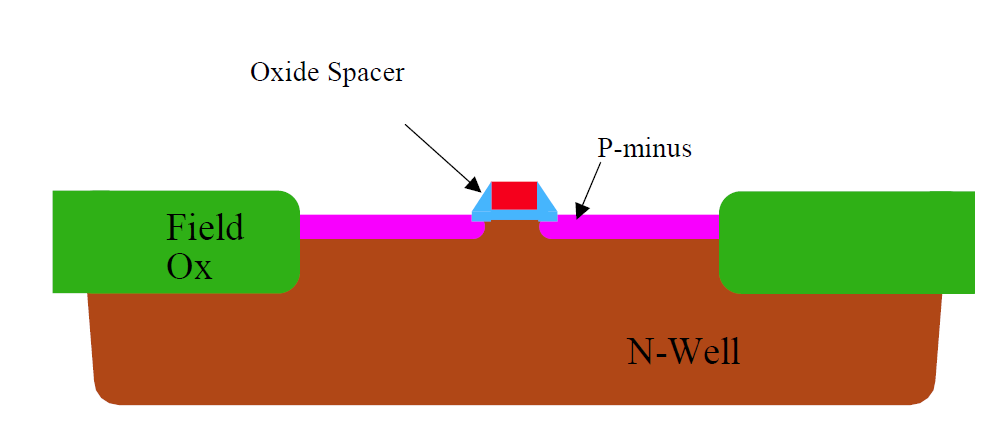 Oxide Spacer
P-minus
Field
Ox
N-Well